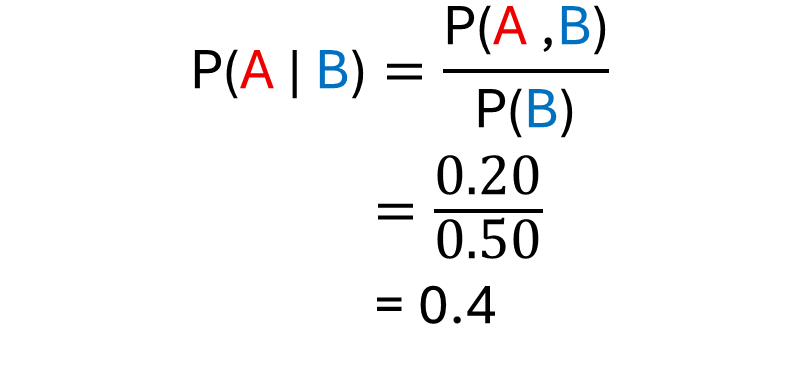 P(A | B) = P(A ,B)
P(B)
= 0.20
0.50
= 0.4